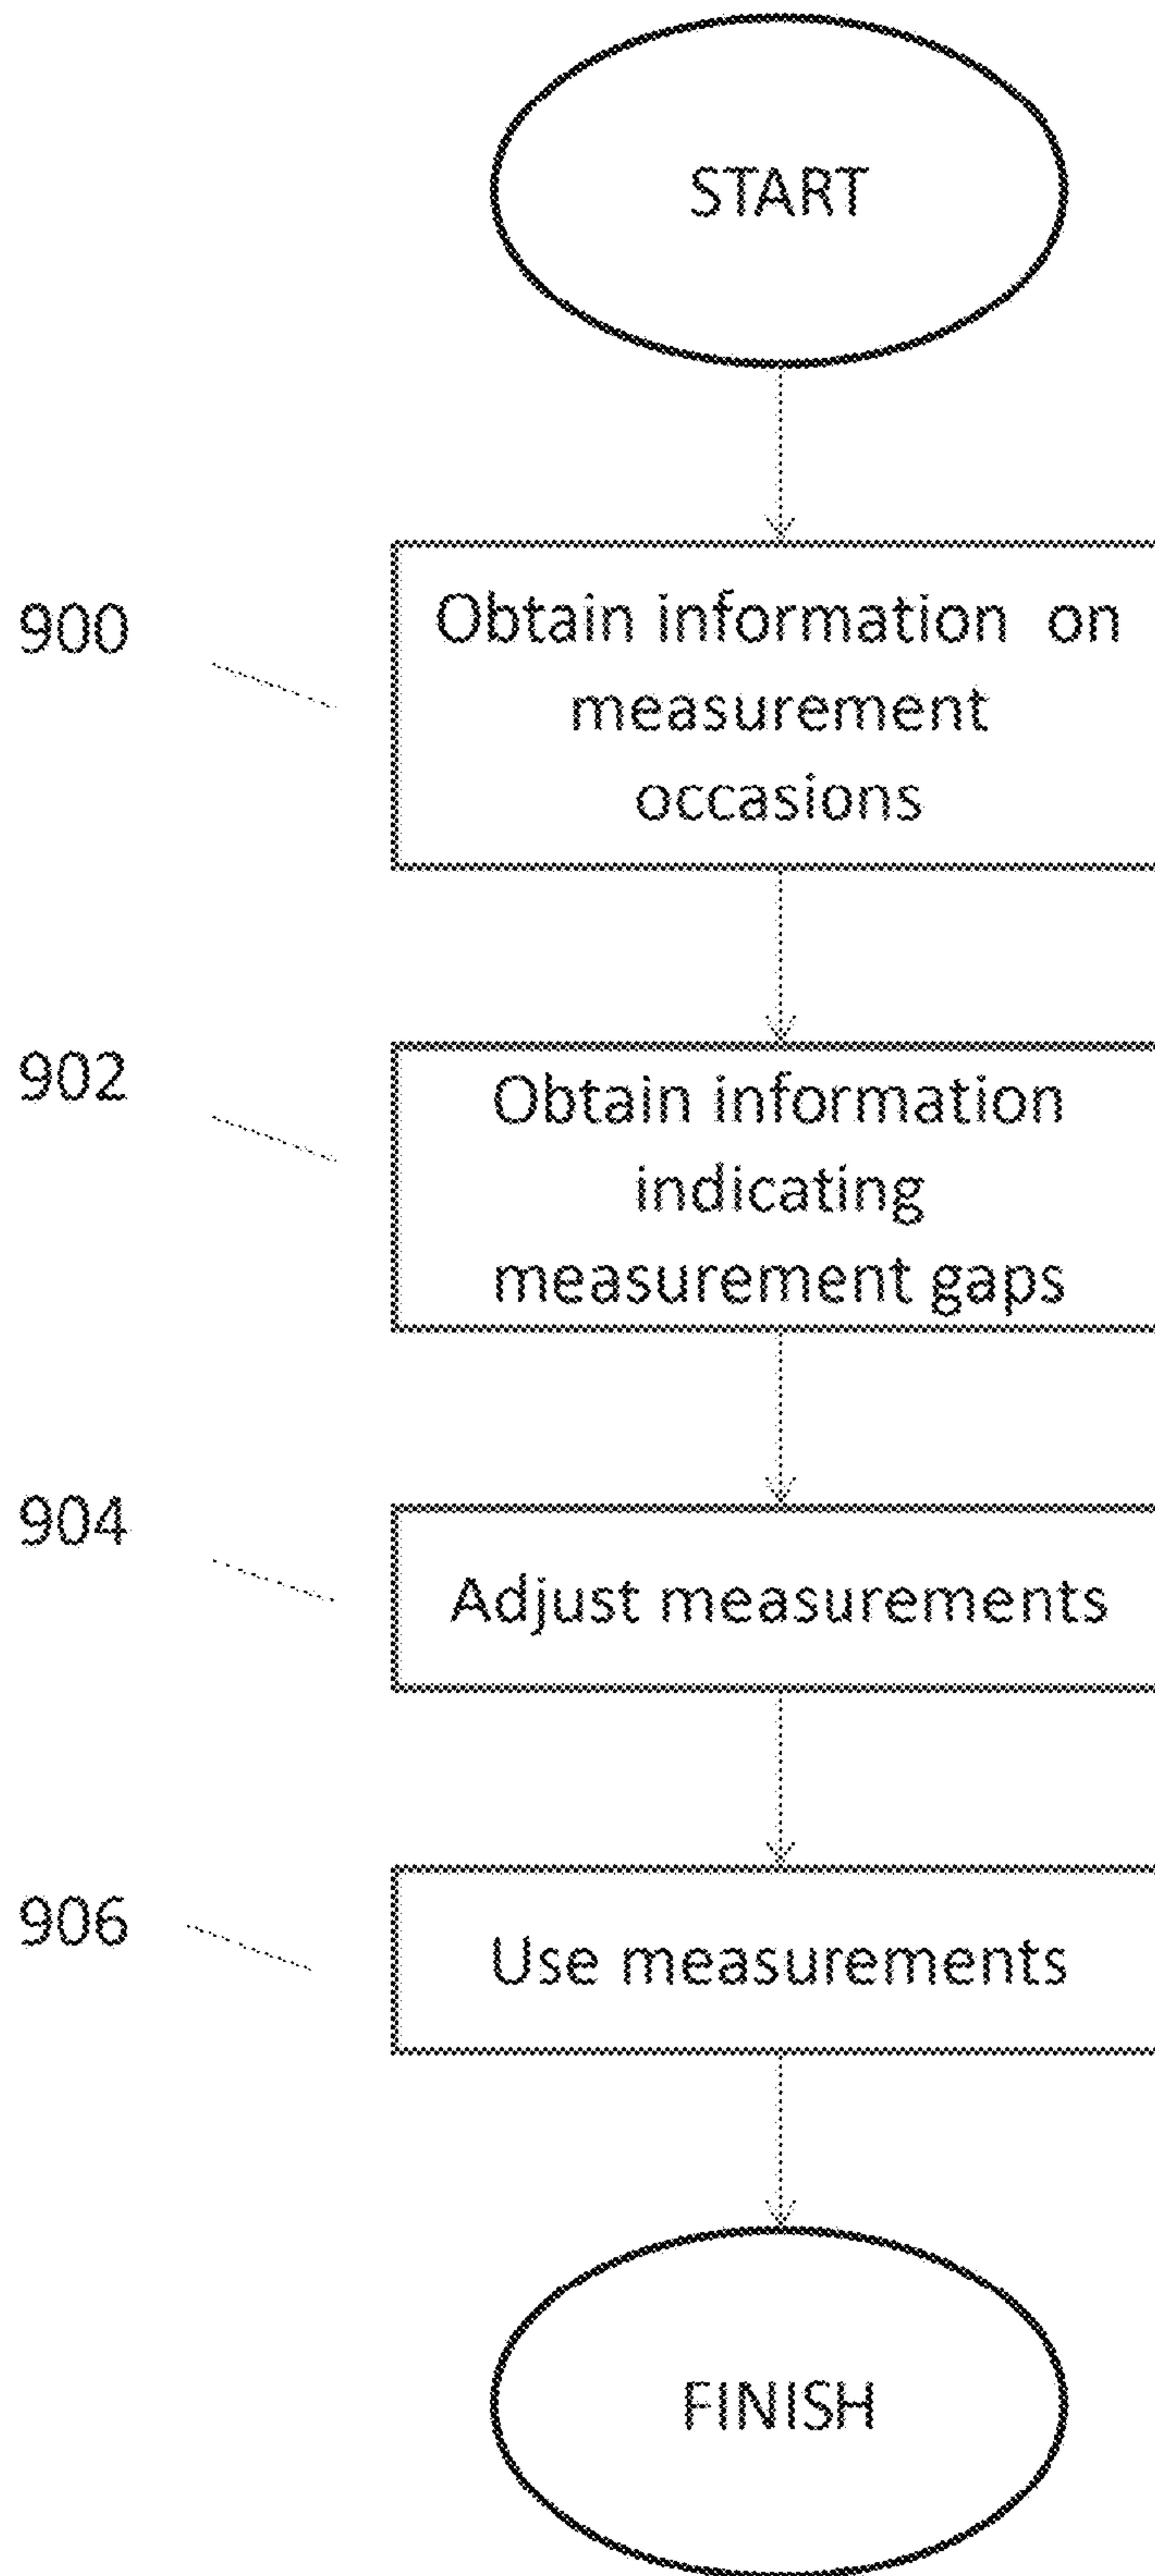 START
900
Obtain information on
measurement
occasions
902
Obtain information
indicating
measurement gaps
904
Adjust measurements
906
Use measurements
FINISH